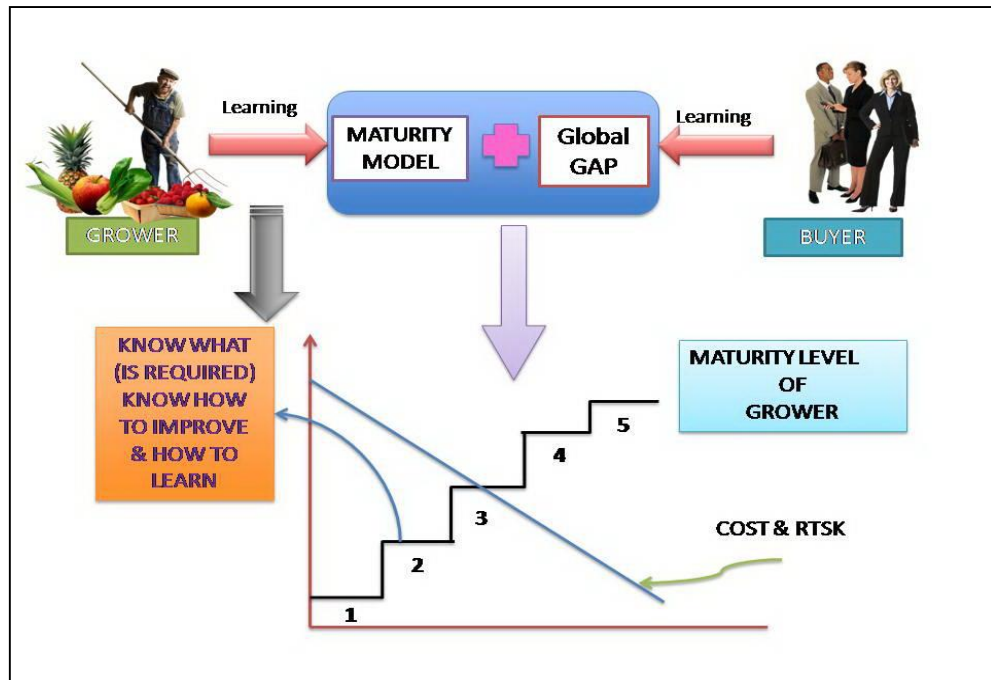 Learning
MATURITY
MODEL
Global
GAP
Learning
GROWER
BUYER
KNOW WHAT
(IS REQUIRED)
KNOW HOW
TO IMPROVE
& HOW TO
LEARN
MATURITY LEVEL
OF
GROWER
5
4
3
2
1
COST & RTSK